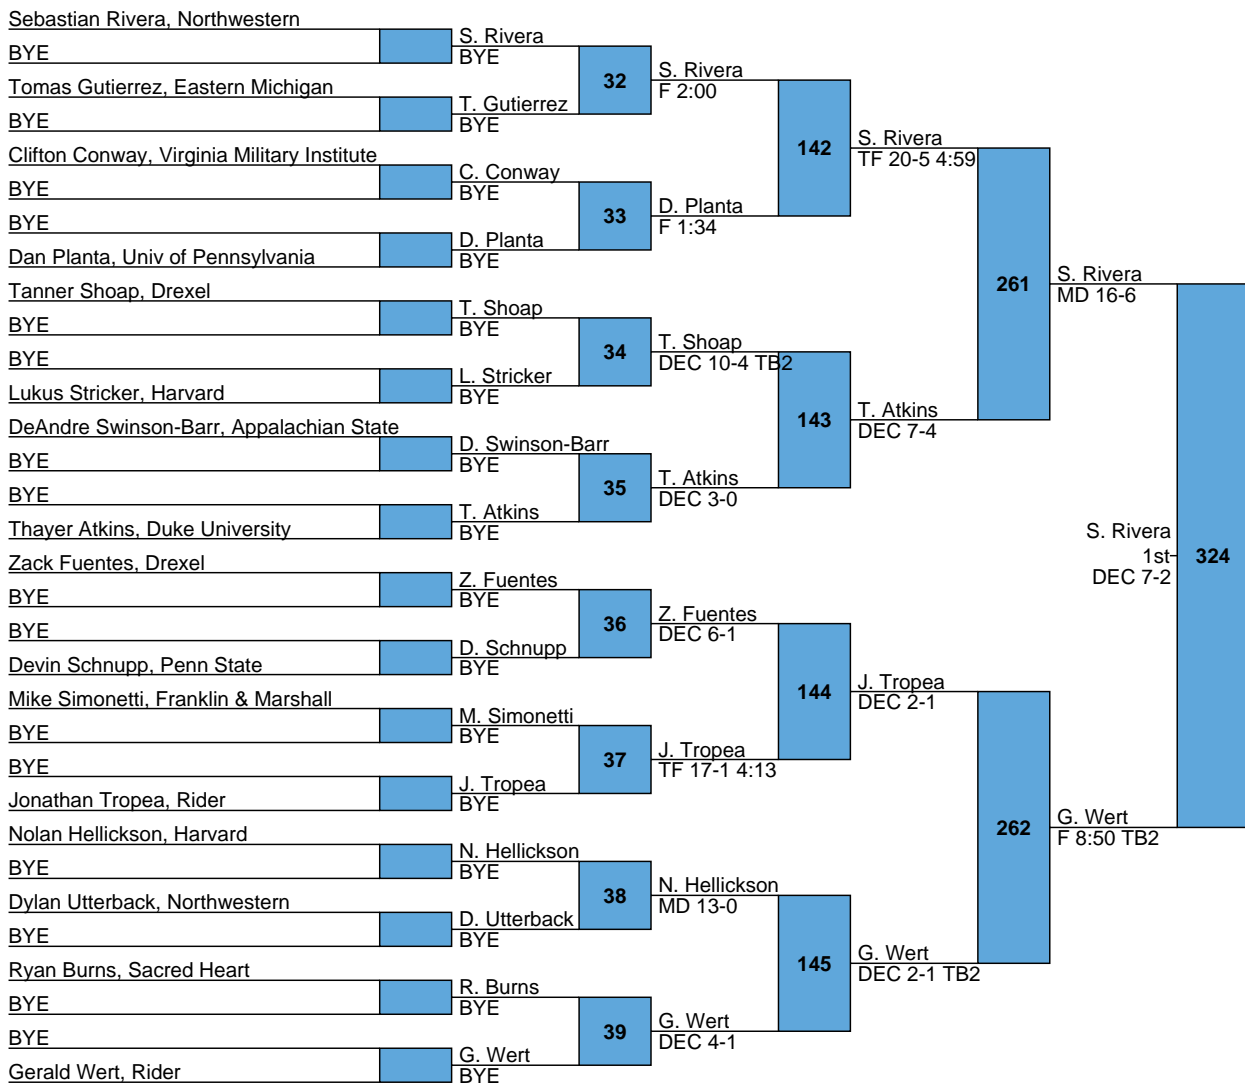 Sebastian Rivera, Northwestern
BYE
Tomas Gutierrez, Eastern Michigan
BYE
Clifton Conway, Virginia Military Institute
BYE
BYE
Dan Planta, Univ of Pennsylvania
Tanner Shoap, Drexel
BYE
BYE
Lukus Stricker, Harvard
DeAndre Swinson-Barr, Appalachian State
BYE
BYE
Thayer Atkins, Duke University
Zack Fuentes, Drexel
BYE
BYE
Devin Schnupp, Penn State
Mike Simonetti, Franklin & Marshall
BYE
BYE
Jonathan Tropea, Rider
Nolan Hellickson, Harvard
BYE
Dylan Utterback, Northwestern
BYE
Ryan Burns, Sacred Heart
BYE
BYE
Gerald Wert, Rider
S. Rivera
BYE
T. Gutierrez
BYE
C. Conway
BYE
D. Planta
BYE
T. Shoap
BYE
L. Stricker
BYE
D. Swinson-Barr
BYE
T. Atkins
BYE
Z. Fuentes
BYE
D. Schnupp
BYE
M. Simonetti
BYE
J. Tropea
BYE
N. Hellickson
BYE
D. Utterback
BYE
R. Burns
BYE
G. Wert
BYE
32
33
34
35
36
37
38
39
S. Rivera
F 2:00
D. Planta
F 1:34
T. Shoap
DEC 10-4 TB2
T. Atkins
DEC 3-0
Z. Fuentes
DEC 6-1
J. Tropea
TF 17-1 4:13
N. Hellickson
MD 13-0
G. Wert
DEC 4-1
142
143
144
145
S. Rivera
TF 20-5 4:59
T. Atkins
DEC 7-4
J. Tropea
DEC 2-1
G. Wert
DEC 2-1 TB2
261
262
S. Rivera
MD 16-6
G. Wert
F 8:50 TB2
S. Rivera
1st
DEC 7-2
324